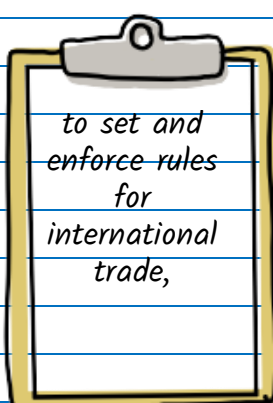 to set and
enforce rules
for
international
trade,